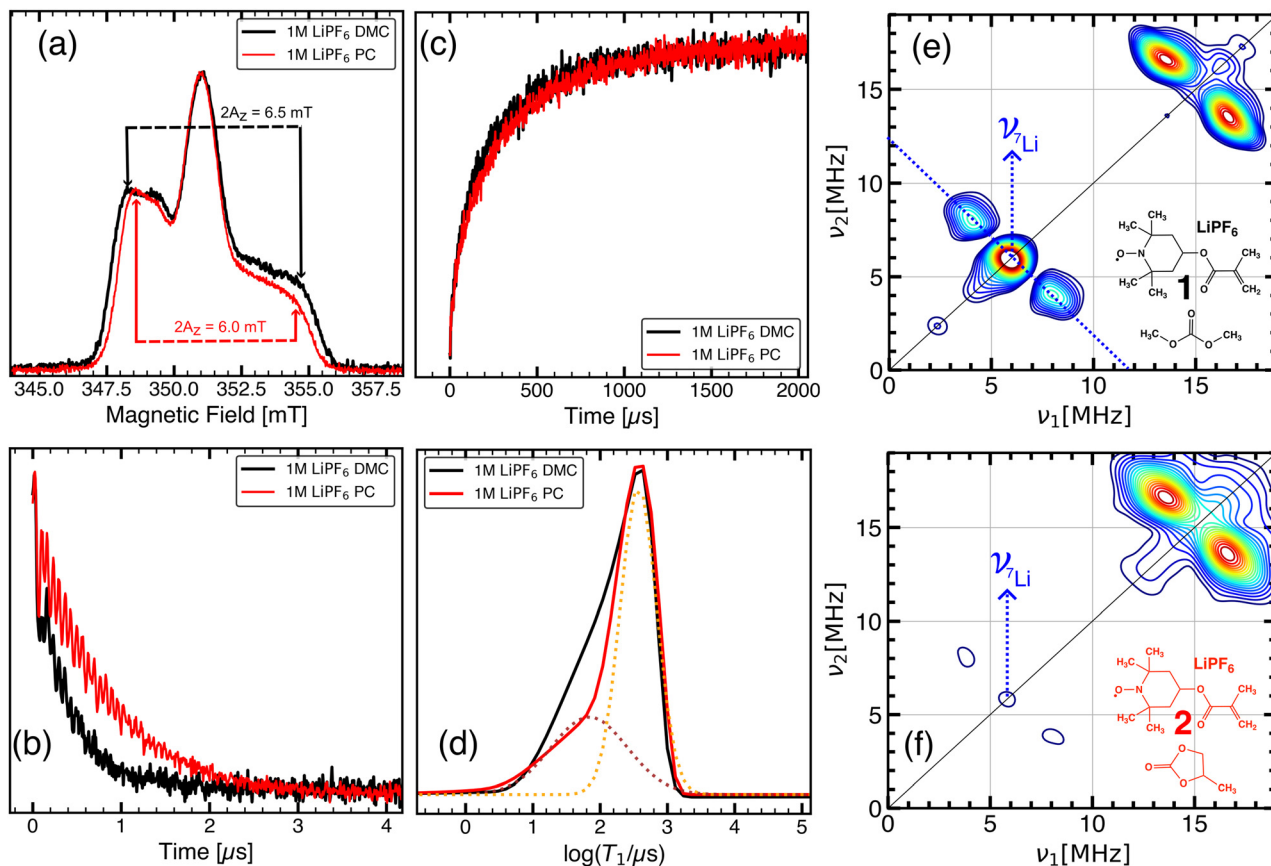 (a)
1M LiPF₆ DMC
1M LiPF₆ PC
2A_Z = 6.5 mT
2A_Z = 6.0 mT
345.0 347.5 350.0 352.5 355.0 357.5
Magnetic Field [mT]
(c)
1M LiPF₆ DMC
1M LiPF₆ PC
0 500 1000 1500 2000
Time [μs]
(e)
ν₇Li
LiPF₆
H₃C CH₃
N
O
H₃C CH₃
O
O
CH₃
CH₂
1
O
H₃C O O CH₃
15
10
5
0
ν₂[MHz]
0 5 10 15
ν₁[MHz]
(b)
1M LiPF₆ DMC
1M LiPF₆ PC
0 1 2 3 4
Time [μs]
(d)
1M LiPF₆ DMC
1M LiPF₆ PC
0 1 2 3 4 5
log(T₁/μs)
(f)
ν₇Li
LiPF₆
H₃C CH₃
N
O
H₃C CH₃
O
O
CH₃
CH₂
2
O
O
O
CH₃
15
10
5
0
ν₂[MHz]
0 5 10 15
ν₁[MHz]